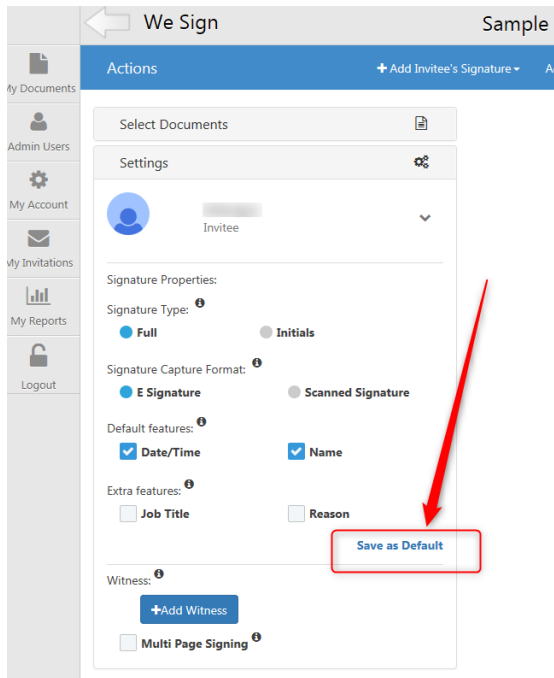 We Sign
Sample
My Documents
Admin Users
My Account
My Invitations
My Reports
Logout
Actions
+ Add Invitee's Signature
Select Documents
Settings
Invitee
Signature Properties:
Signature Type:
Full Initials
Signature Capture Format:
E Signature Scanned Signature
Default features:
Date/Time Name
Extra features:
Job Title Reason
Save as Default
Witness:
+Add Witness
Multi Page Signing